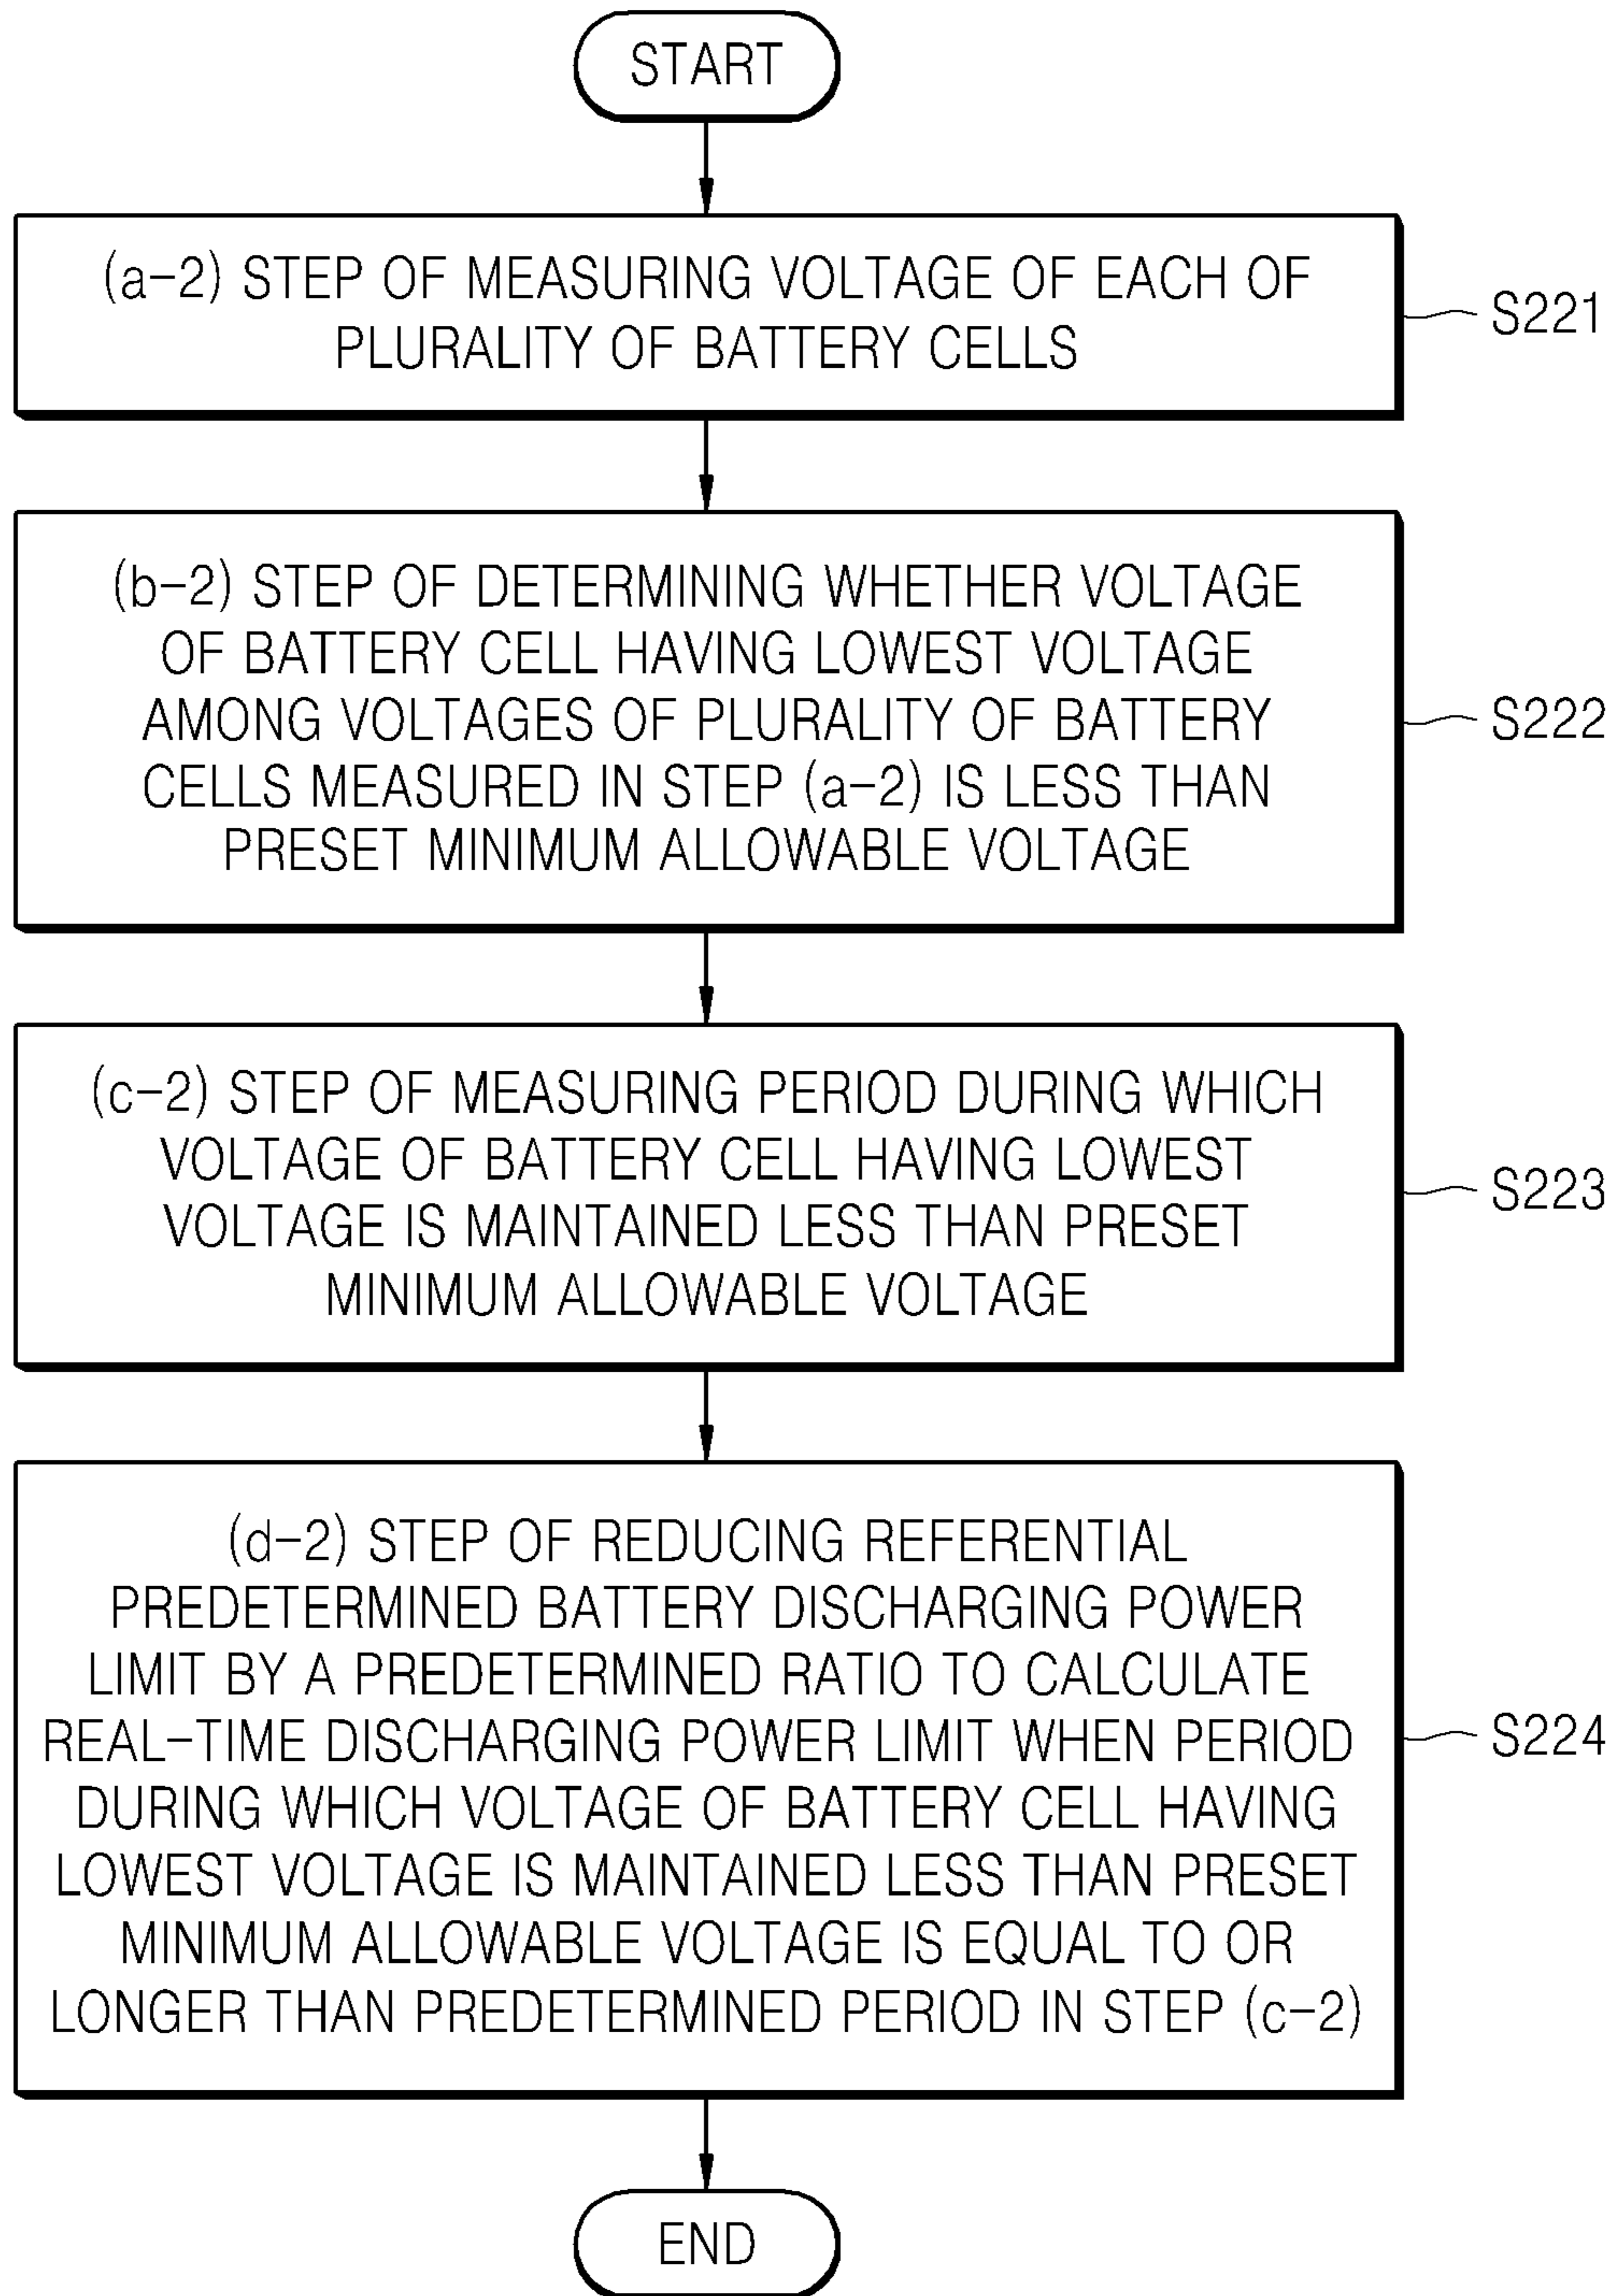 START
(a-2) STEP OF MEASURING VOLTAGE OF EACH OF
PLURALITY OF BATTERY CELLS
S221
(b-2) STEP OF DETERMINING WHETHER VOLTAGE
OF BATTERY CELL HAVING LOWEST VOLTAGE
AMONG VOLTAGES OF PLURALITY OF BATTERY
CELLS MEASURED IN STEP (a-2) IS LESS THAN
PRESET MINIMUM ALLOWABLE VOLTAGE
S222
(c-2) STEP OF MEASURING PERIOD DURING WHICH
VOLTAGE OF BATTERY CELL HAVING LOWEST
VOLTAGE IS MAINTAINED LESS THAN PRESET
MINIMUM ALLOWABLE VOLTAGE
S223
(d-2) STEP OF REDUCING REFERENTIAL
PREDETERMINED BATTERY DISCHARGING POWER
LIMIT BY A PREDETERMINED RATIO TO CALCULATE
REAL-TIME DISCHARGING POWER LIMIT WHEN PERIOD
DURING WHICH VOLTAGE OF BATTERY CELL HAVING
LOWEST VOLTAGE IS MAINTAINED LESS THAN PRESET
MINIMUM ALLOWABLE VOLTAGE IS EQUAL TO OR
LONGER THAN PREDETERMINED PERIOD IN STEP (c-2)
S224
END